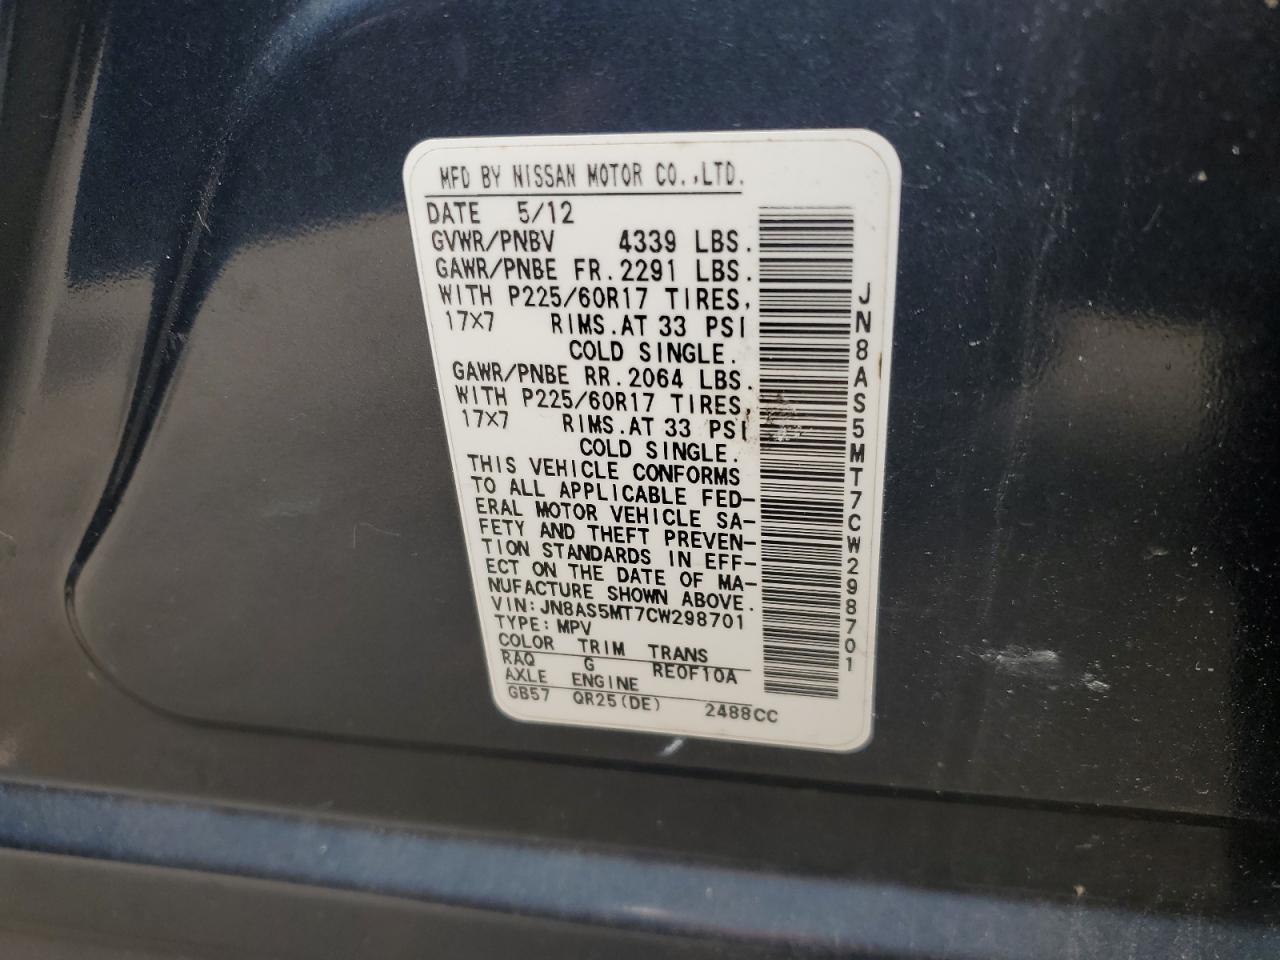 MFD BY NISSAN MOTOR CO.,LTD.
DATE 5/12
GVWR/PNBV 4339 LBS.
GAWR/PNBE FR.2291 LBS.
WITH P225/60R17 TIRES,
17X7 RIMS.AT 33 PSI
COLD SINGLE.
GAWR/PNBE RR.2064 LBS.
WITH P225/60R17 TIRES,
17X7 RIMS.AT 33 PSI
COLD SINGLE.
THIS VEHICLE CONFORMS
TO ALL APPLICABLE FED-
ERAL MOTOR VEHICLE SA-
FETY AND THEFT PREVEN-
TION STANDARDS IN EFF-
ECT ON THE DATE OF MA-
NUFACTURE SHOWN ABOVE.
VIN:JN8AS5MT7CW298701
TYPE:MPV
COLOR TRIM TRANS
RAQ G RE0F10A
AXLE ENGINE
GB57 QR25(DE) 2488CC
JN8AS5MT7CW298701